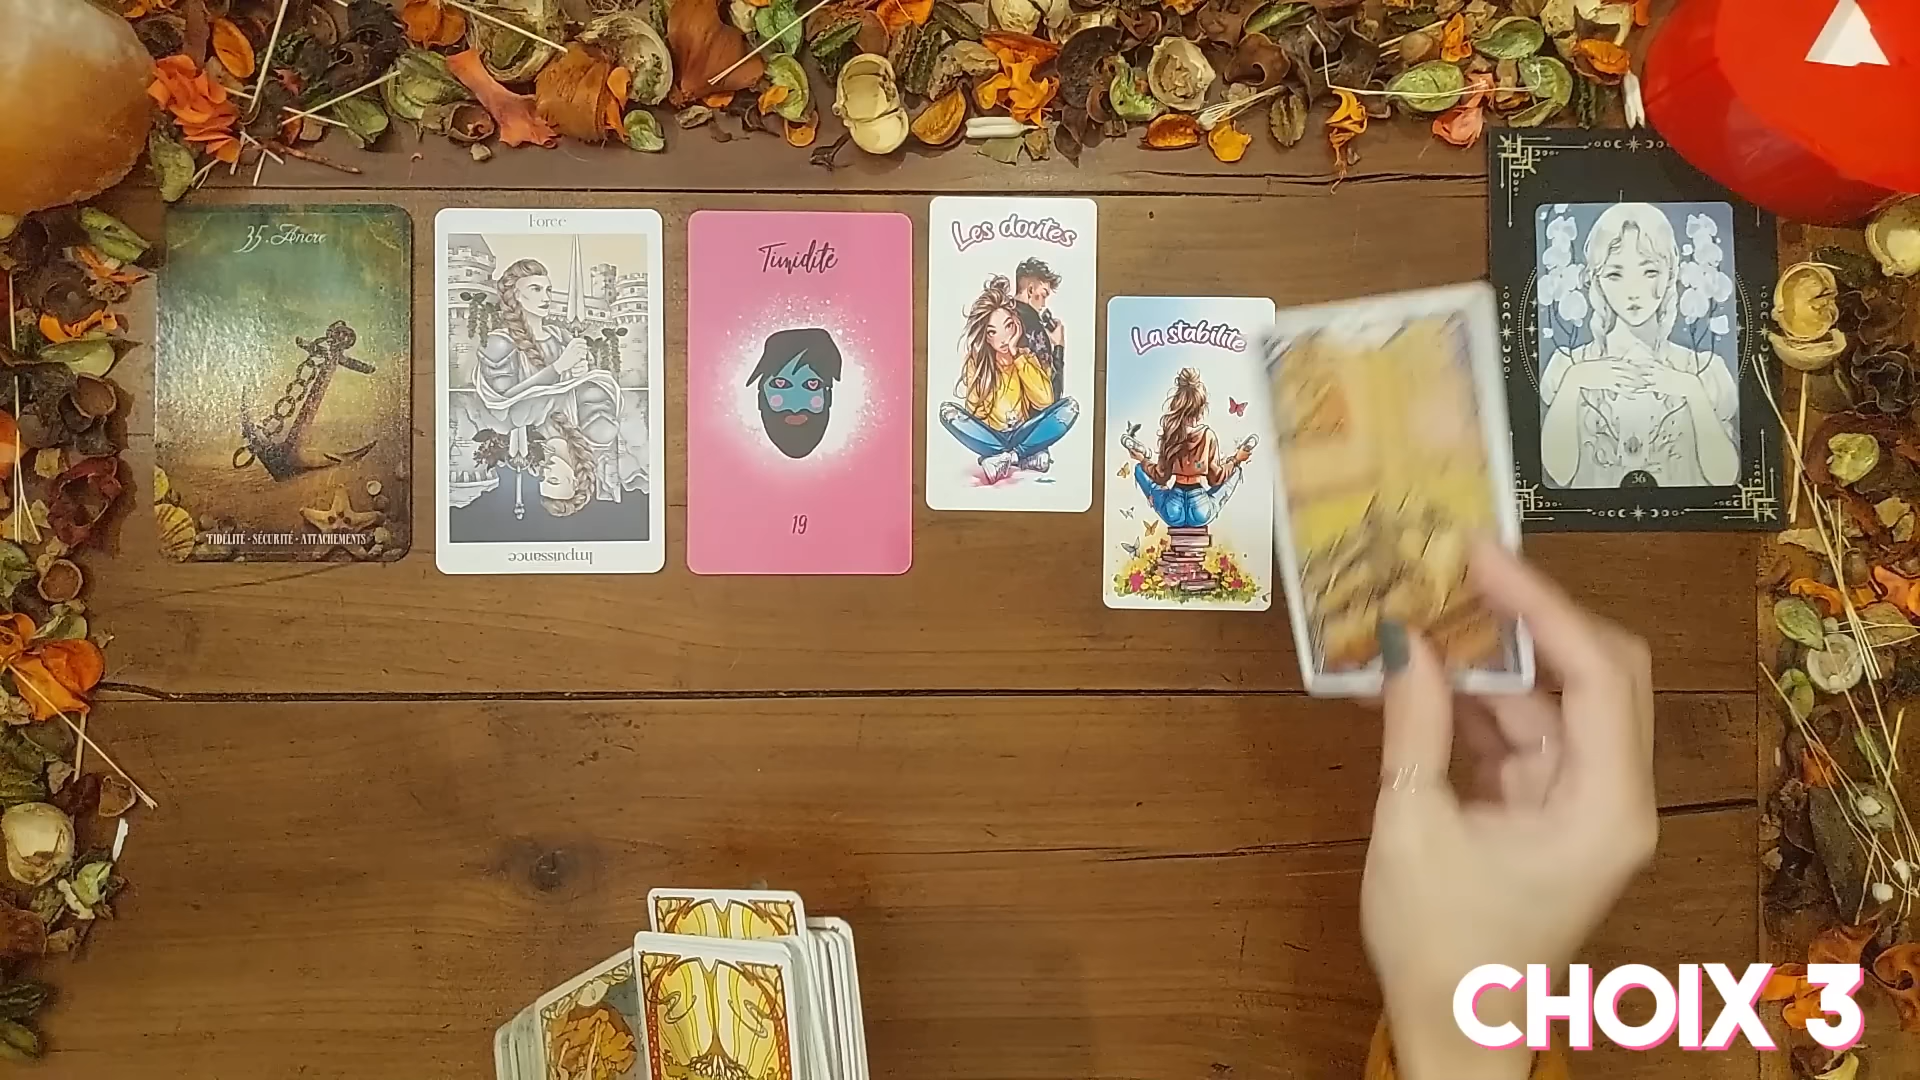 35. Ancre
FIDÉLITÉ - SÉCURITÉ - ATTACHEMENTS
Force
Impuissance
Timidité
19
Les doutes
La stabilité
36
CHOIX 3